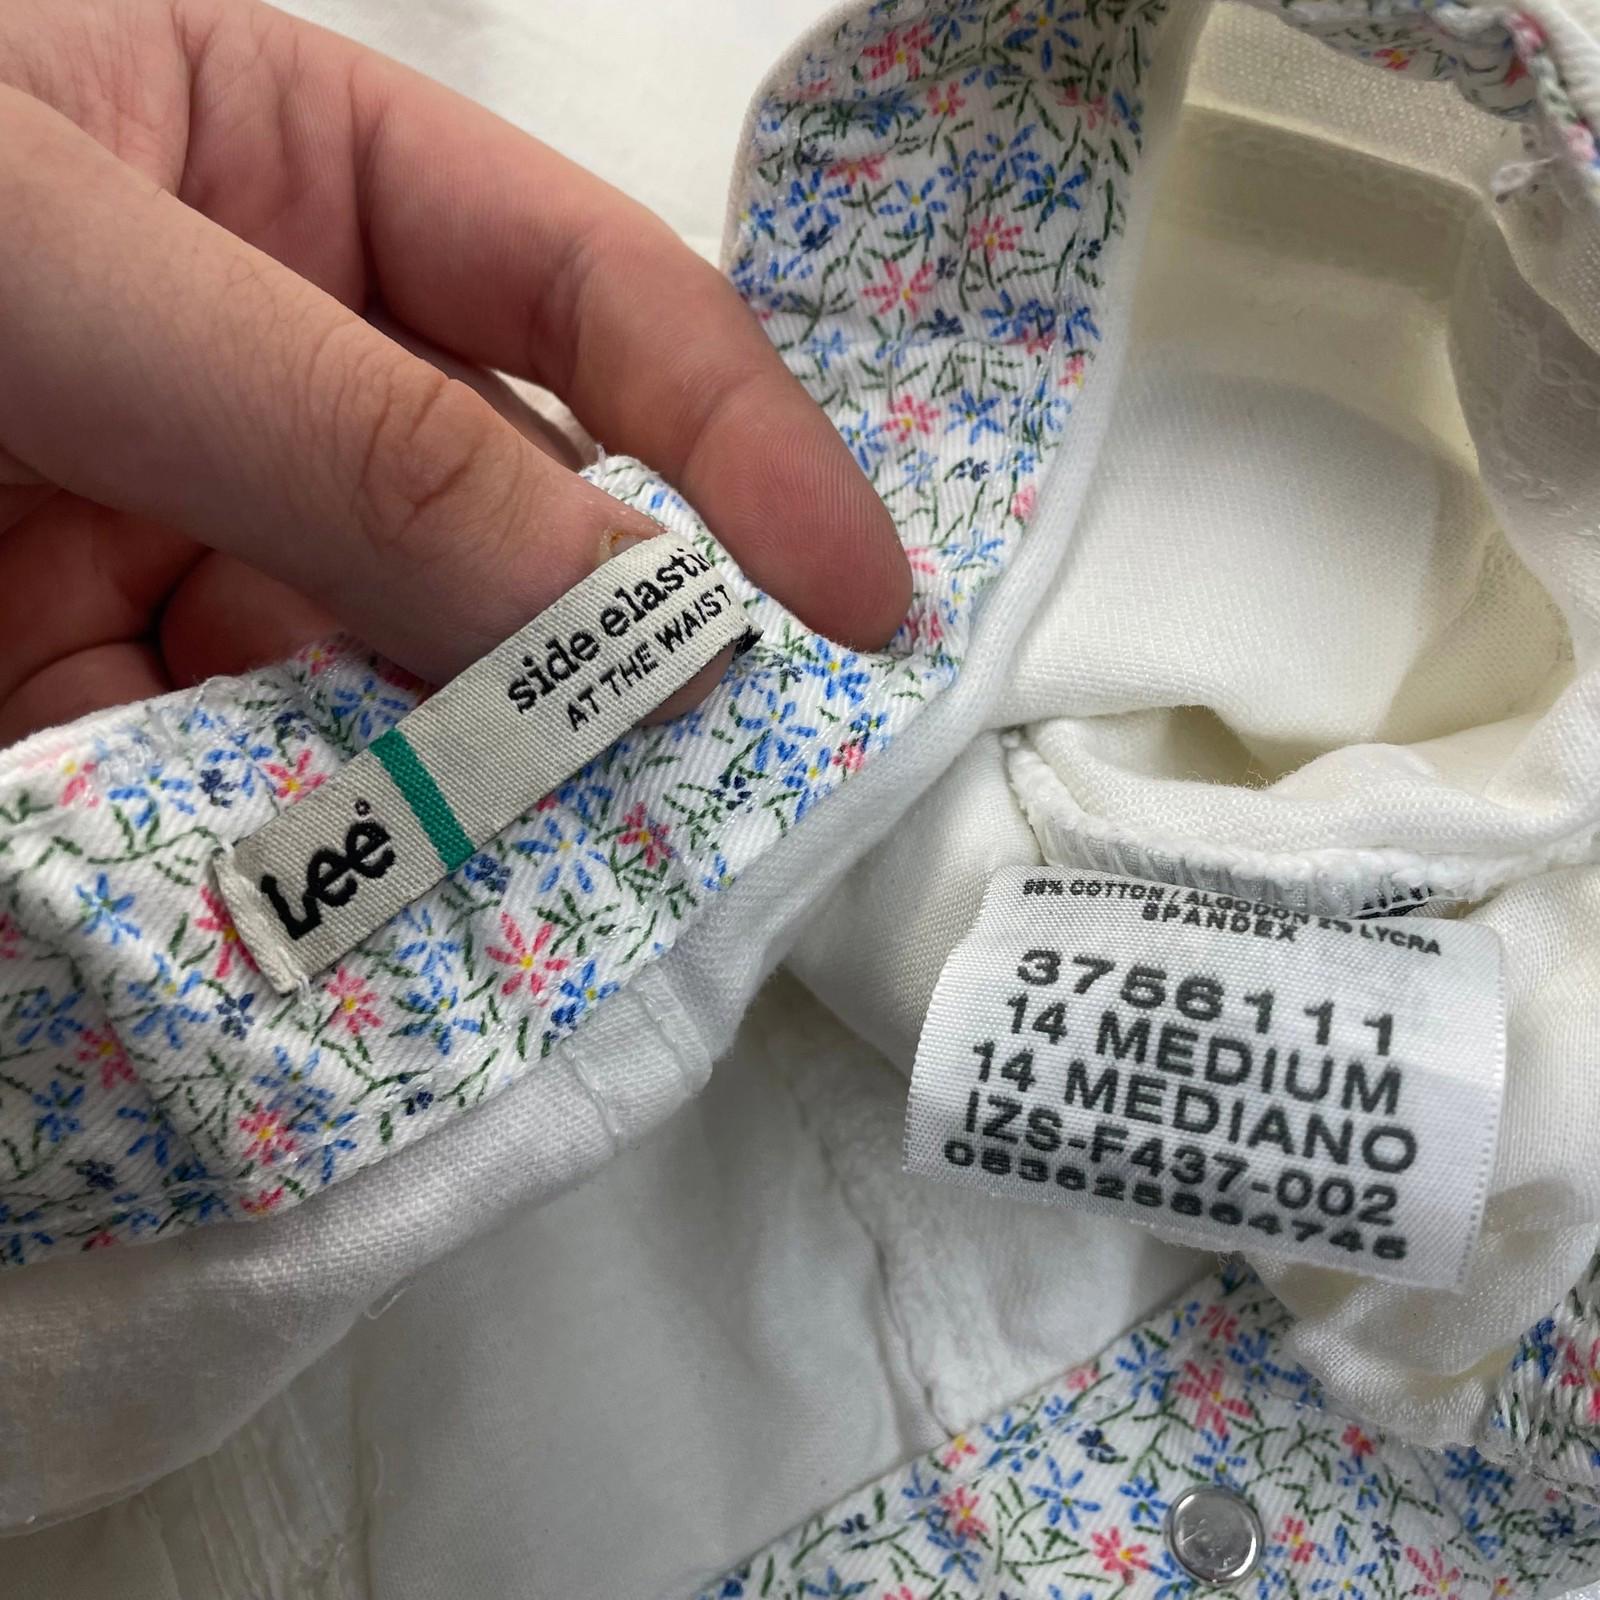 side elastic
AT THE WAIST
Lee®
98% COTTON / ALGODON 2% LYCRA
SPANDEX
3756111
14 MEDIUM
14 MEDIANO
IZS-F437-002